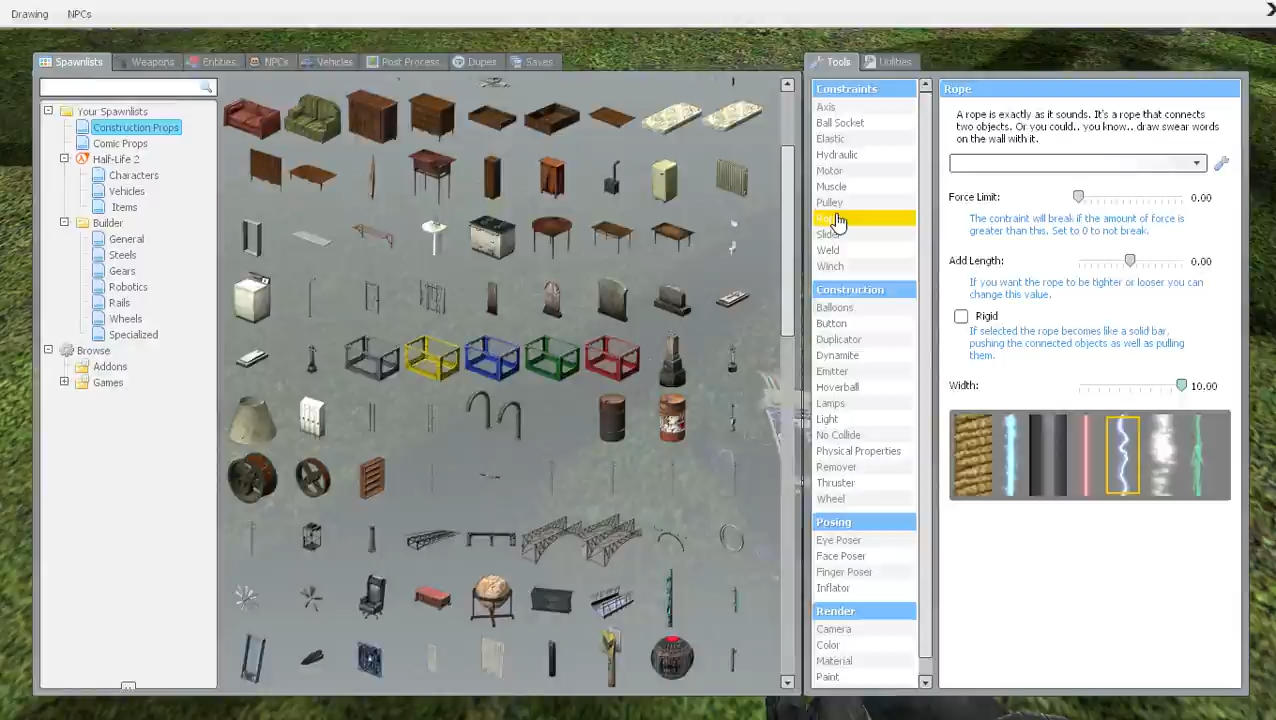 Drawing NPCs
Spawnlists Weapons Entities NPCs Vehicles Post Process Dupes Saves
Tools Utilities
Your Spawnlists
Construction Props
Comic Props
Half-Life 2
Characters
Vehicles
Items
Builder
General
Steels
Gears
Robotics
Rails
Wheels
Specialized
Browse
Addons
Games
Constraints
Axis
Ball Socket
Elastic
Hydraulic
Motor
Muscle
Pulley
Weld
Winch
Construction
Balloons
Button
Duplicator
Dynamite
Emitter
Hoverball
Lamps
Light
No Collide
Physical Properties
Remover
Thruster
Wheel
Posing
Eye Poser
Face Poser
Finger Poser
Inflator
Render
Camera
Color
Material
Paint
Rope
A rope is exactly as it sounds. It's a rope that connects
two objects. Or you could.. you know.. draw swear words
on the wall with it.
Force Limit: 0.00
The contraint will break if the amount of force is
greater than this. Set to 0 to not break.
Add Length: 0.00
If you want the rope to be tighter or looser you can
change this value.
Rigid
If selected the rope becomes like a solid bar,
pushing the connected objects as well as pulling
them.
Width: 10.00